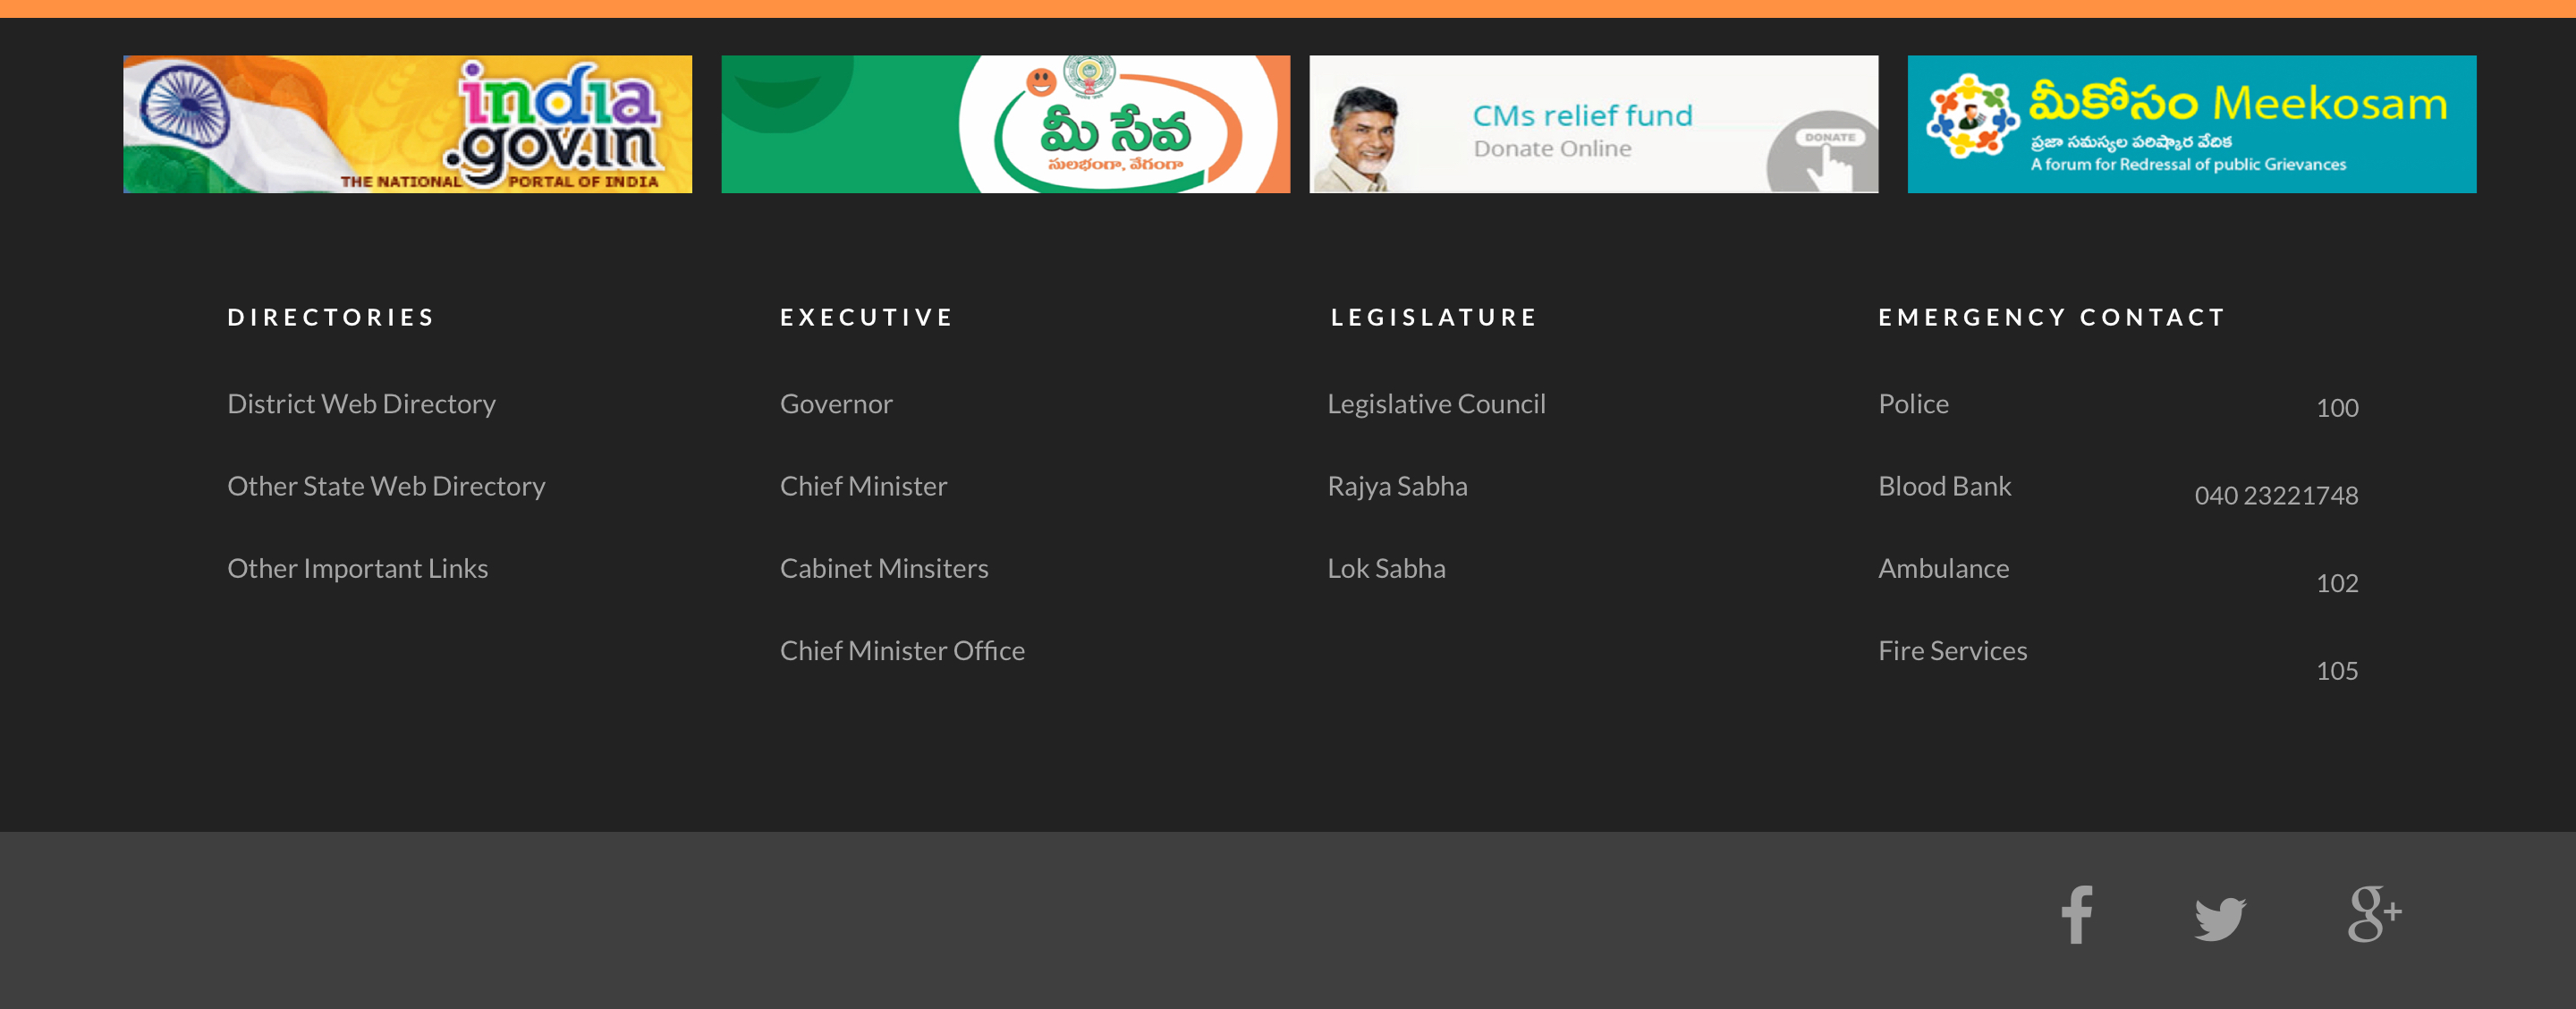 india
.gov.in
THE NATIONAL PORTAL OF INDIA
మీ సేవ
సులభంగా, వేగంగా
CMs relief fund
Donate Online
DONATE
మీకోసం Meekosam
ప్రజా సమస్యల పరిష్కార వేదిక
A forum for Redressal of public Grievances
DIRECTORIES
District Web Directory
Other State Web Directory
Other Important Links
EXECUTIVE
Governor
Chief Minister
Cabinet Minsiters
Chief Minister Office
LEGISLATURE
Legislative Council
Rajya Sabha
Lok Sabha
EMERGENCY CONTACT
Police 100
Blood Bank 040 23221748
Ambulance 102
Fire Services 105